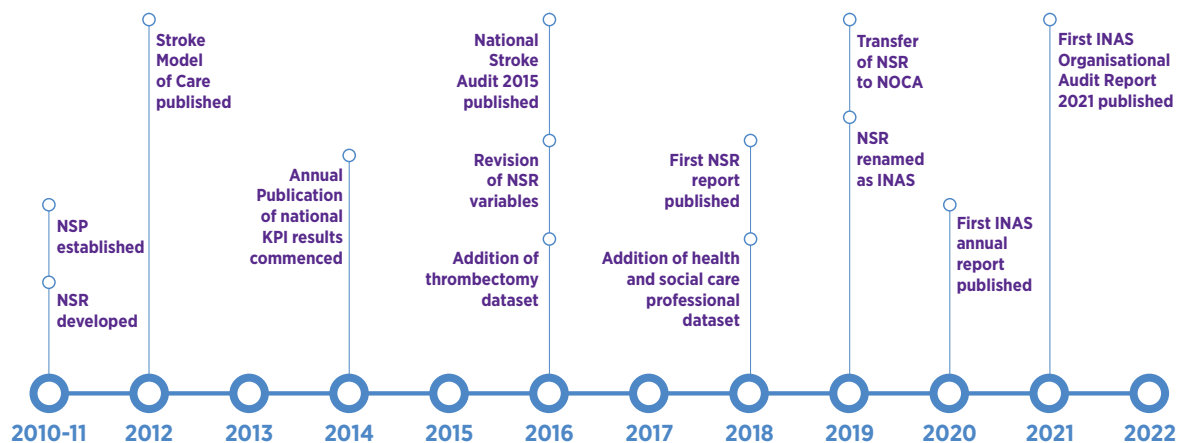 Stroke
Model
of Care
published
National
Stroke
Audit 2015
published
Transfer
of NSR
to NOCA
First INAS
Organisational
Audit Report
2021 published
NSR
renamed
as INAS
Annual
Publication
of national
KPI results
commenced
Revision
of NSR
variables
First NSR
report
published
NSP
established
First INAS
annual
report
published
Addition of
thrombectomy
dataset
Addition of health
and social care
professional
dataset
NSR
developed
2010-11 2012 2013 2014 2015 2016 2017 2018 2019 2020 2021 2022